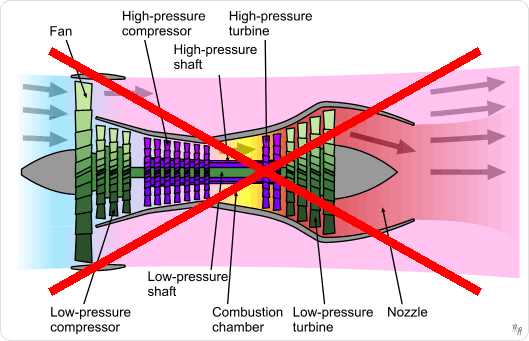 Fan
High-pressure
compressor
High-pressure
shaft
High-pressure
turbine
Low-pressure
compressor
Low-pressure
shaft
Combustion
chamber
Low-pressure
turbine
Nozzle